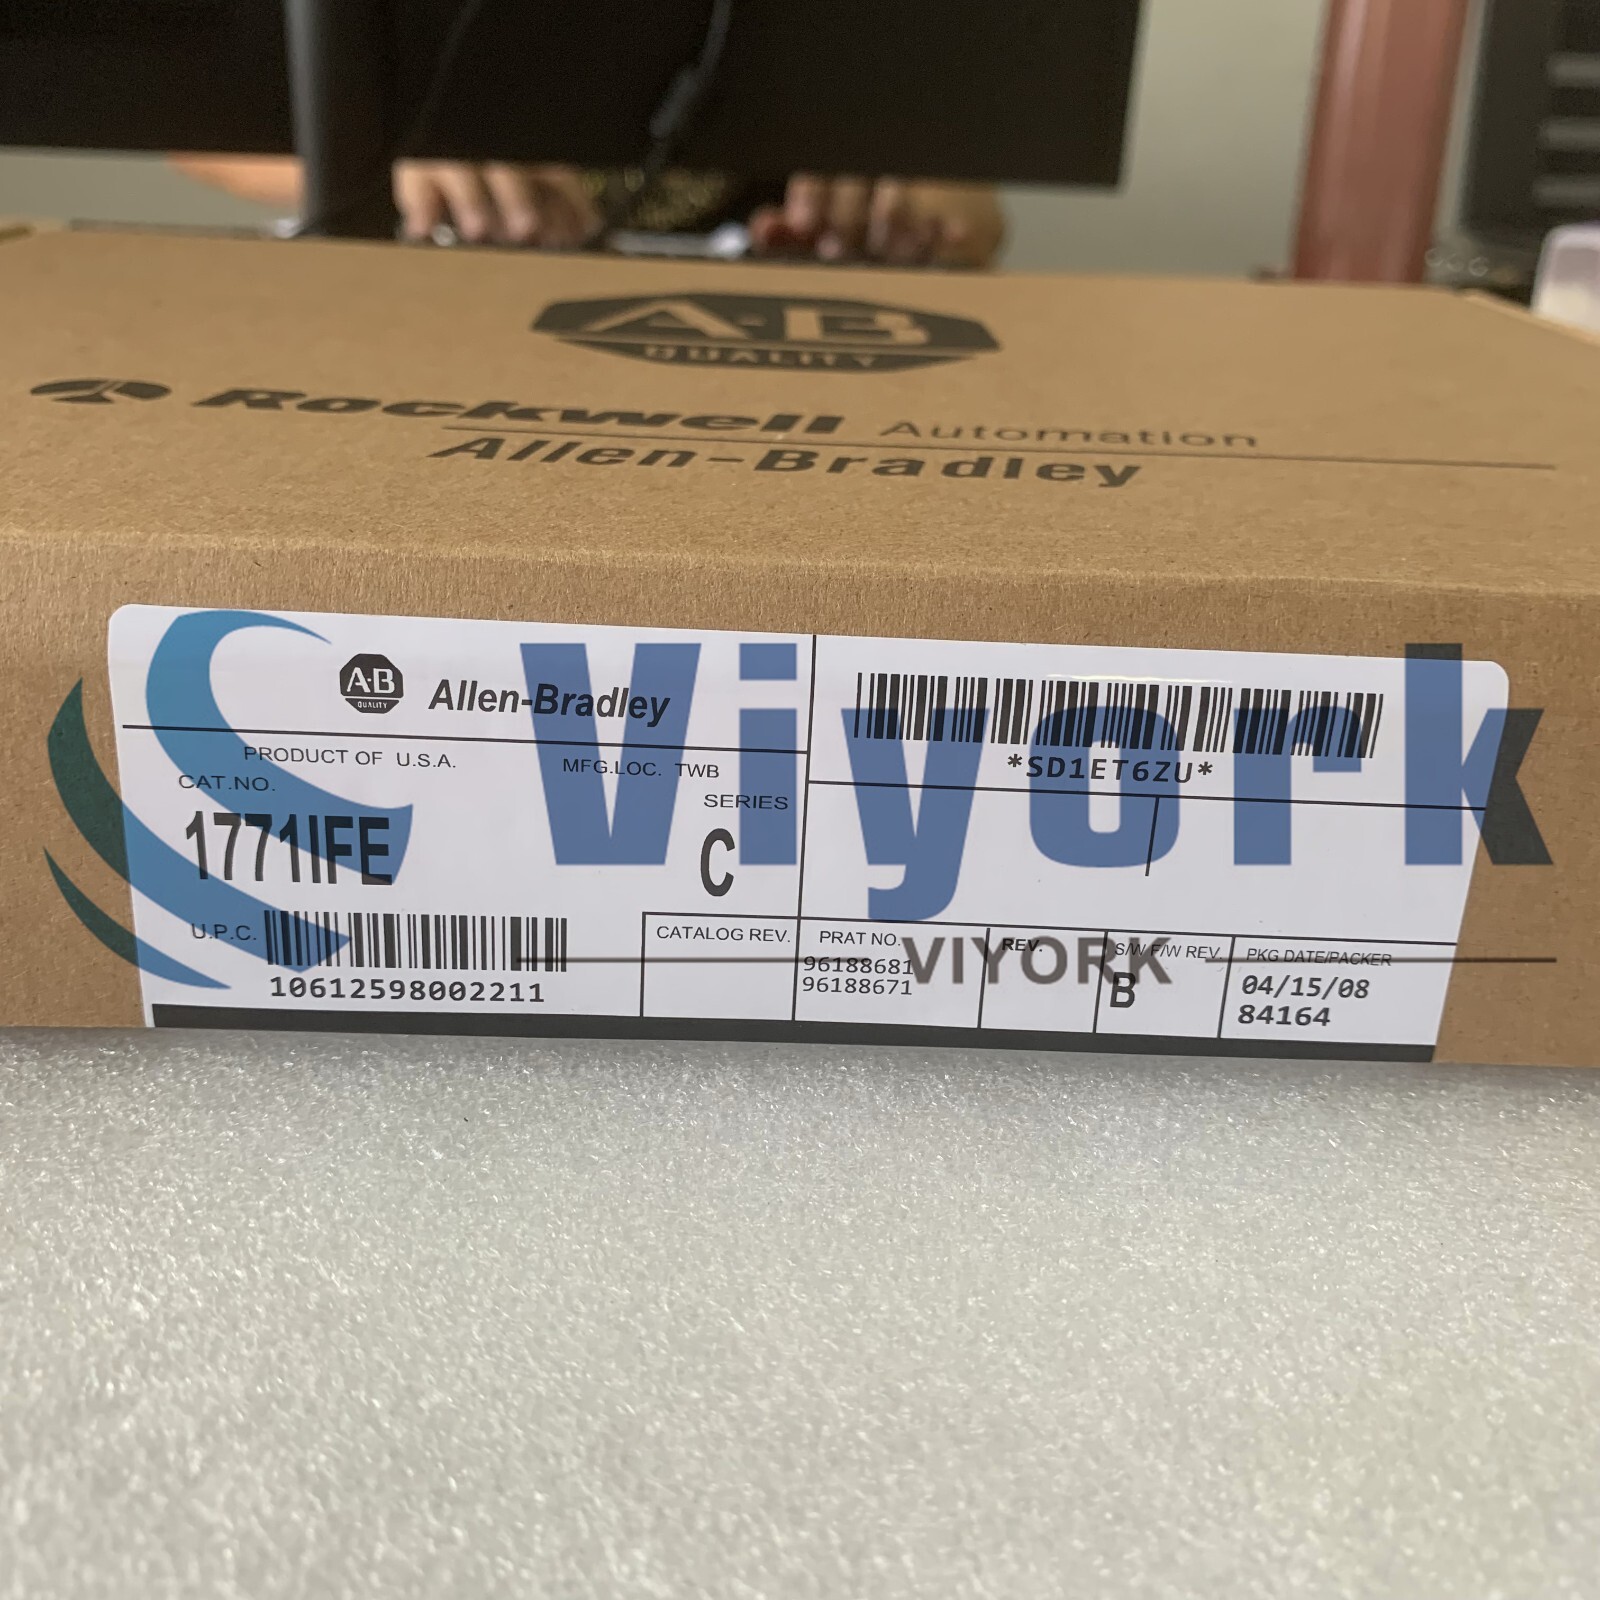 A·B
QUALITY
Rockwell Automation
Allen-Bradley
A·B
QUALITY
Allen-Bradley
PRODUCT OF U.S.A.
MFG.LOC. TWB
CAT.NO.
SERIES
1771IFE
C
U.P.C.
10612598002211
*SD1ET6ZU*
CATALOG REV.
PRAT NO.
96188681
96188671
REV.
S/W F/W REV.
B
PKG DATE/PACKER
04/15/08
84164
Viyork
VIYORK